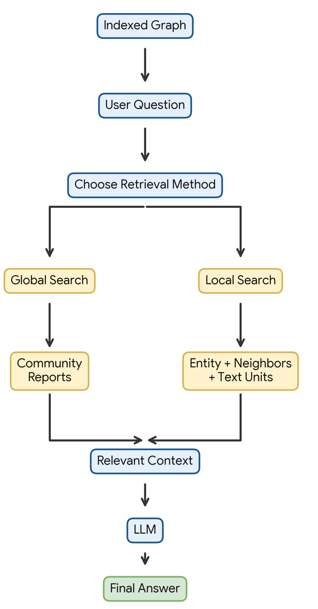 Indexed Graph
User Question
Choose Retrieval Method
Global Search
Local Search
Community
Reports
Entity + Neighbors
+ Text Units
Relevant Context
LLM
Final Answer